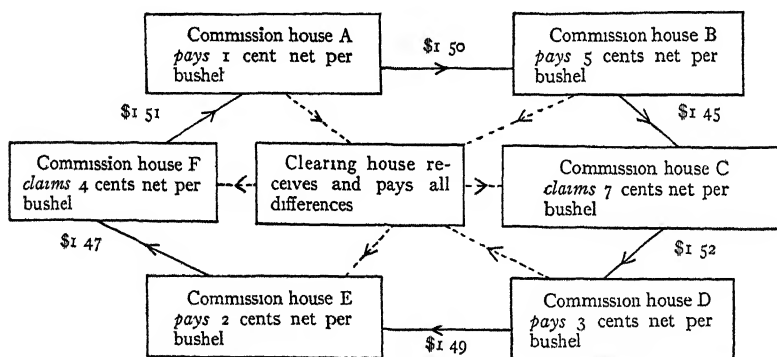 Commission house A
pays 1 cent net per
bushel
$1 50
Commission house B
pays 5 cents net per
bushel
$1 51
$1 45
Commission house F
claims 4 cents net per
bushel
Clearing house re-
ceives and pays all
differences
Commission house C
claims 7 cents net per
bushel
$1 47
$1 52
Commission house E
pays 2 cents net per
bushel
$1 49
Commission house D
pays 3 cents net per
bushel